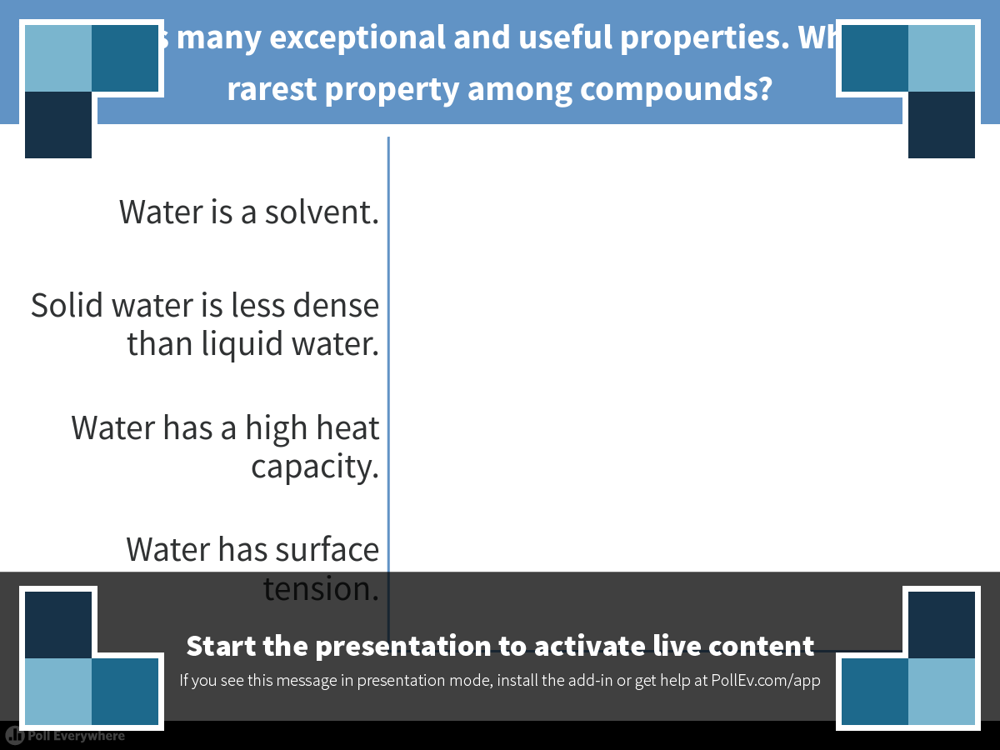 many exceptional and useful properties.
rarest property among compounds?
Water is a solvent.
Solid water is less dense
than liquid water.
Water has a high heat
capacity.
Water has surface
tension.
Start the presentation to activate live content
If you see this message in presentation mode, install the add-in or get help at PollEv.com/app
Poll Everywhere